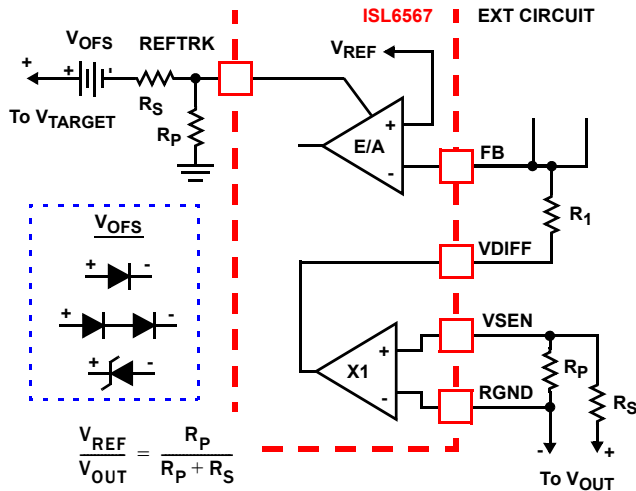 ISL6567 EXT CIRCUIT
VOFS
REFTRK
VREF
+
+ -
RS
To VTARGET
RP
+
E/A
-
FB
R1
VOFS
+ -
+ -
+ -
VDIFF
VSEN
+
X1
-
RGND
RP
RS
- +
To VOUT
VREF / VOUT = RP / (RP + RS)